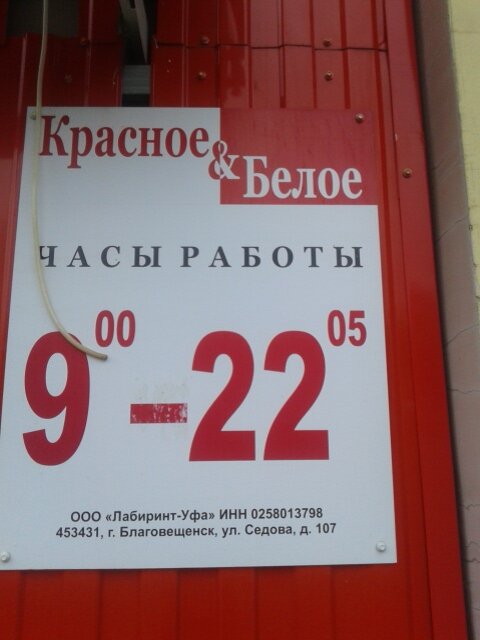 Красное & Белое
ЧАСЫ РАБОТЫ
9 00 – 22 05
ООО «Лабиринт-Уфа» ИНН 0258013798
453431, г. Благовещенск, ул. Седова, д. 107